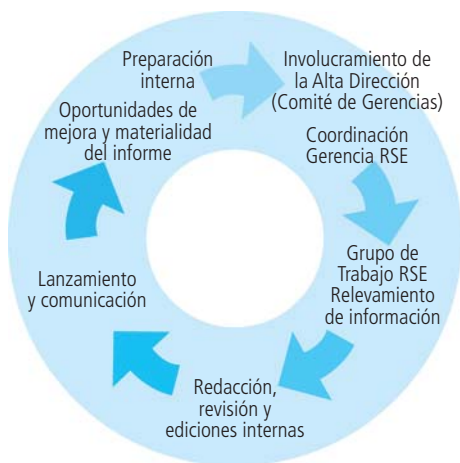 Preparación
interna
Involucramiento de
la Alta Dirección
(Comité de Gerencias)
Coordinación
Gerencia RSE
Grupo de
Trabajo RSE
Relevamiento
de información
Redacción,
revisión y
ediciones internas
Lanzamiento
y comunicación
Oportunidades de
mejora y materialidad
del informe